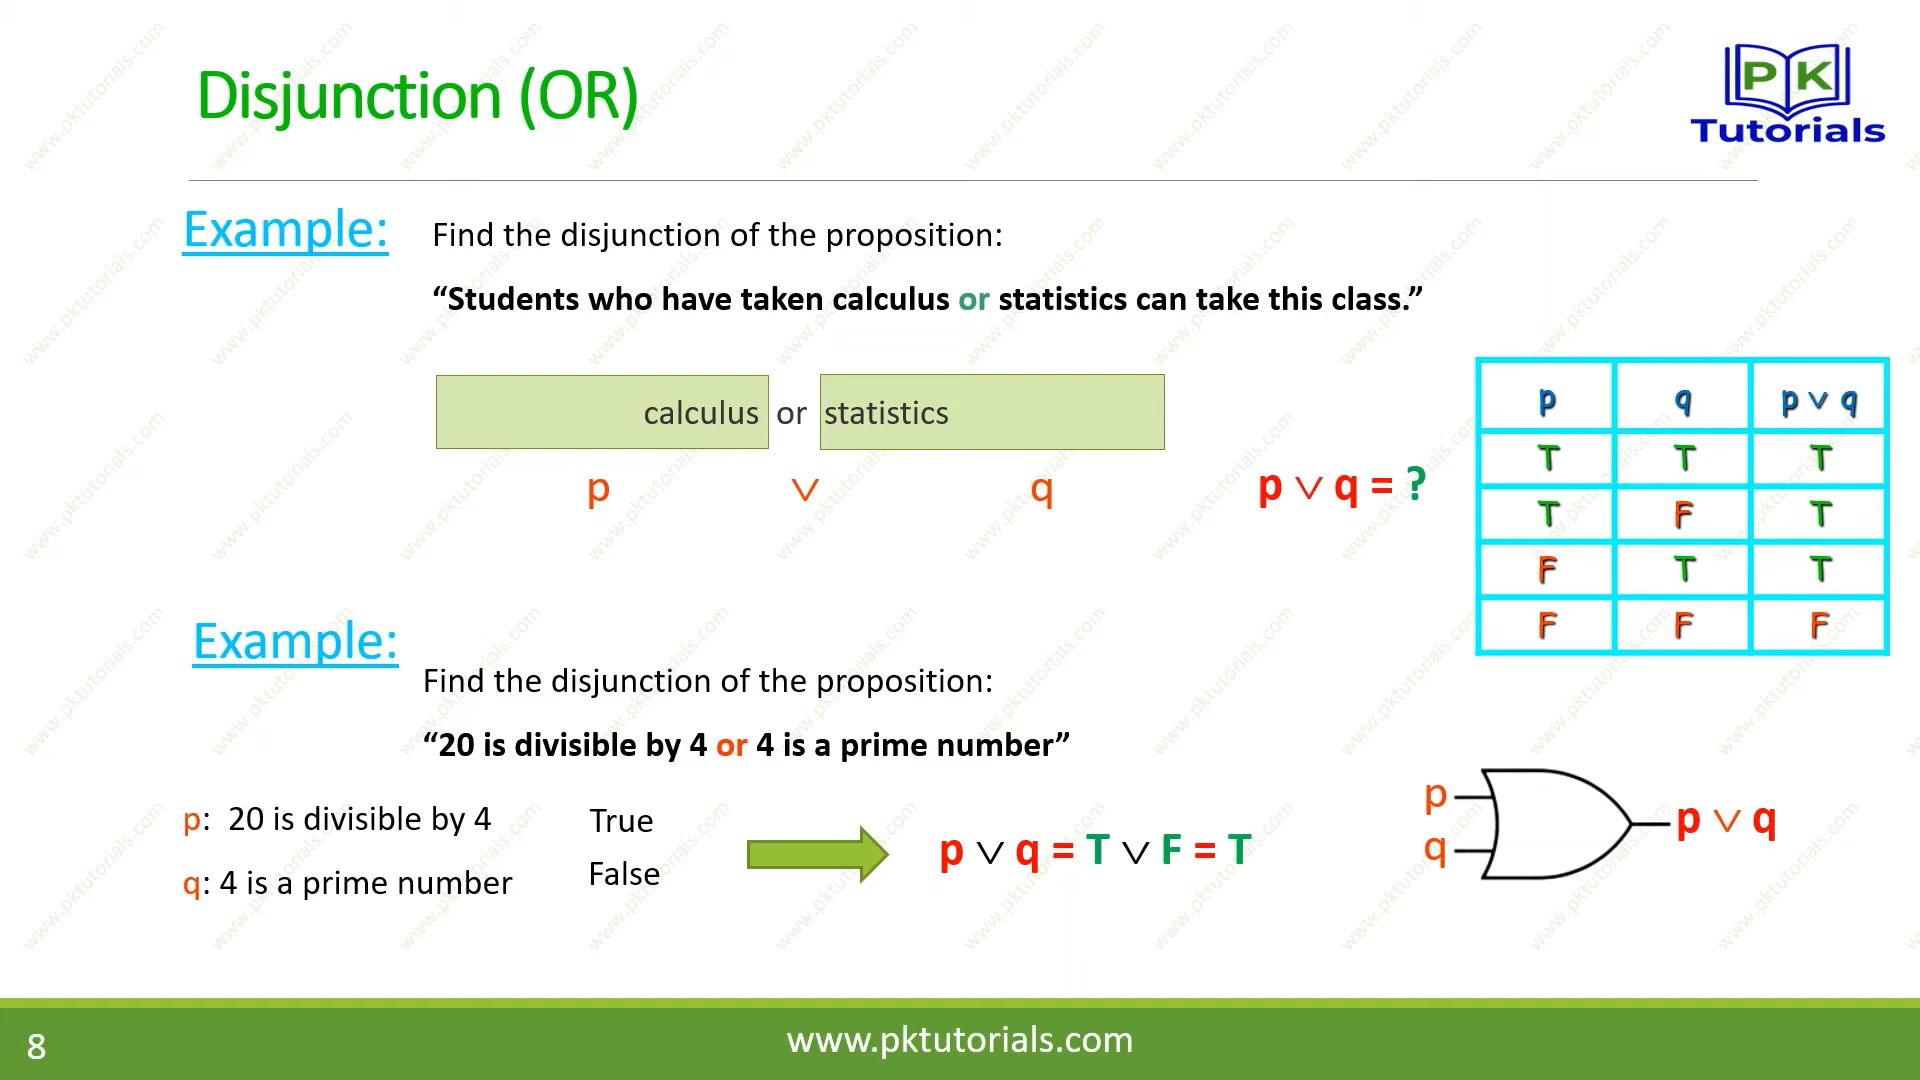 Disjunction (OR)
PK
Tutorials
Example: Find the disjunction of the proposition:
“Students who have taken calculus or statistics can take this class.”
calculus or statistics
p ∨ q
p ∨ q = ?
p q p ∨ q
T T T
T F T
F T T
F F F
Example:
Find the disjunction of the proposition:
“20 is divisible by 4 or 4 is a prime number”
p: 20 is divisible by 4 True
q: 4 is a prime number False
p ∨ q = T ∨ F = T
p
q
p ∨ q
8
www.pktutorials.com